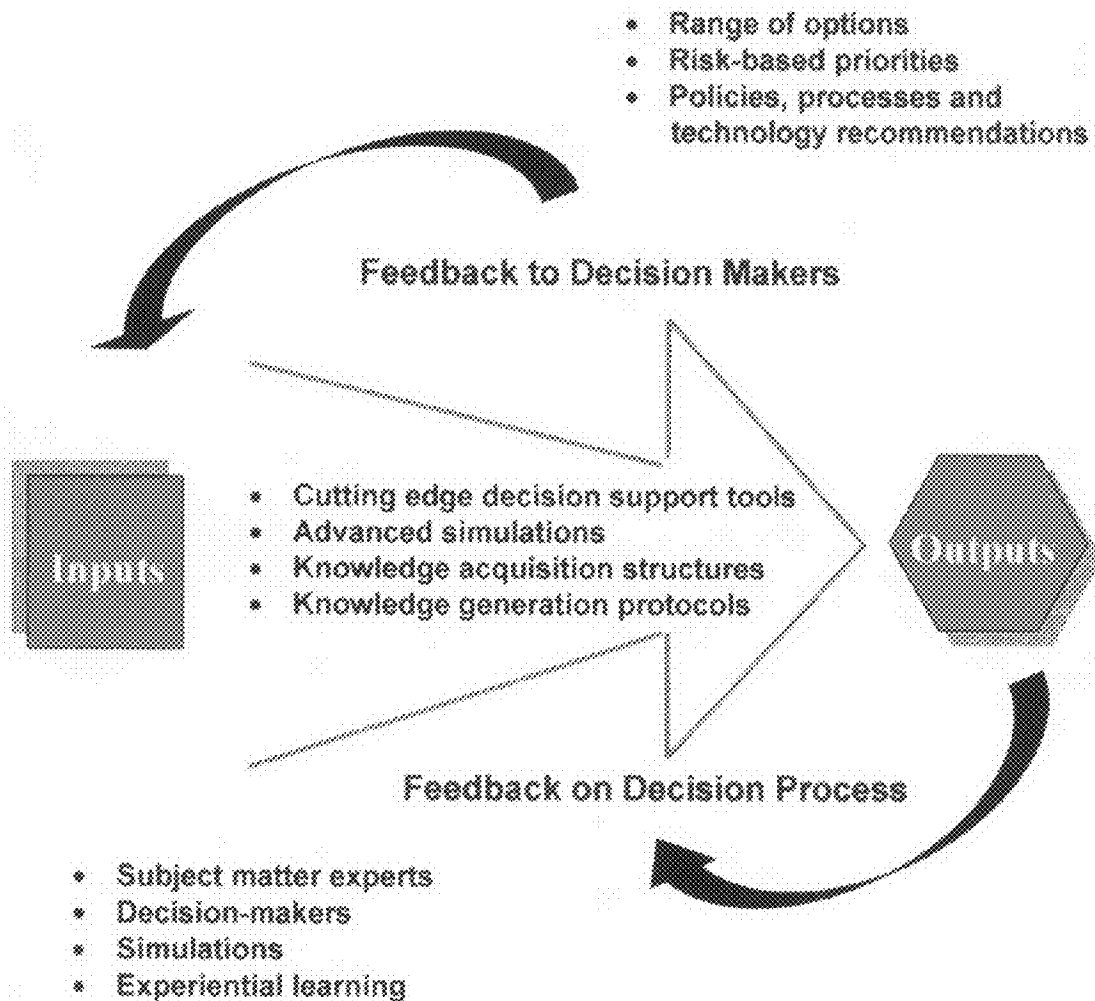 • Range of options
• Risk-based priorities
• Policies, processes and
technology recommendations
Feedback to Decision Makers
• Cutting edge decision support tools
• Advanced simulations
• Knowledge acquisition structures
• Knowledge generation protocols
Inputs
Outputs
Feedback on Decision Process
• Subject matter experts
• Decision-makers
• Simulations
• Experiential learning